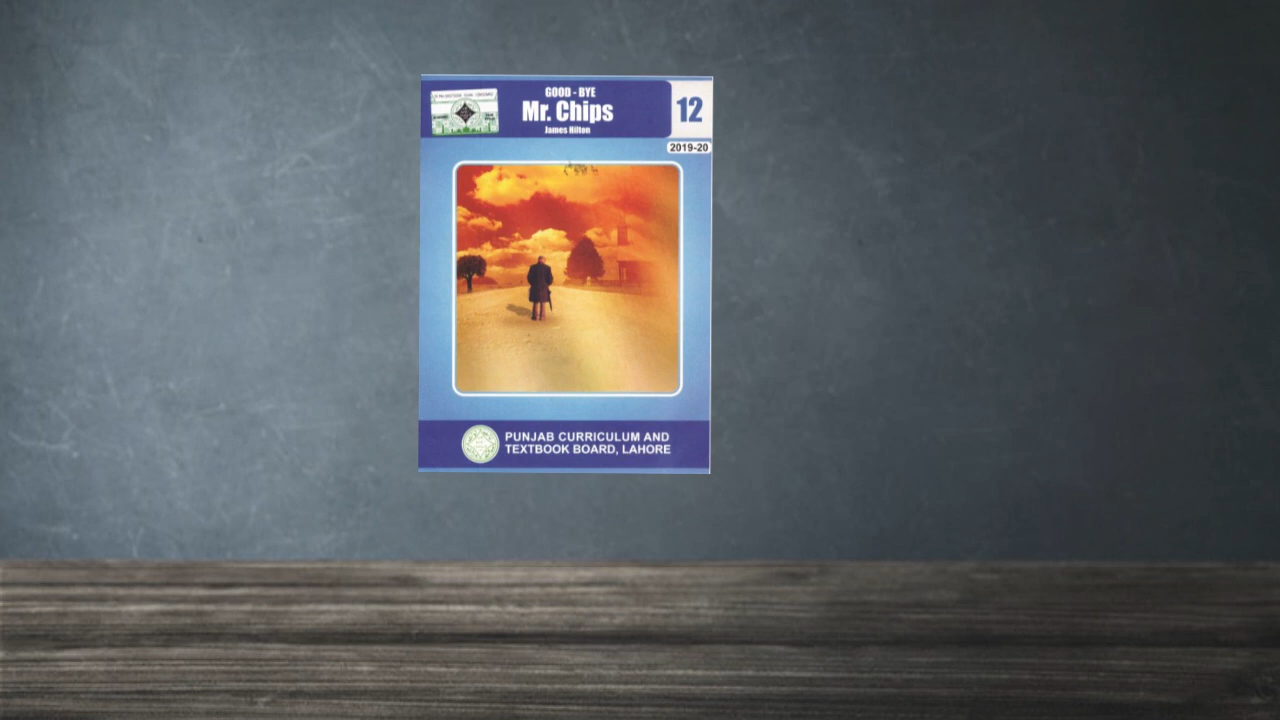 GOOD - BYE
Mr. Chips
James Hilton
12
2019-20
PUNJAB CURRICULUM AND
TEXTBOOK BOARD, LAHORE